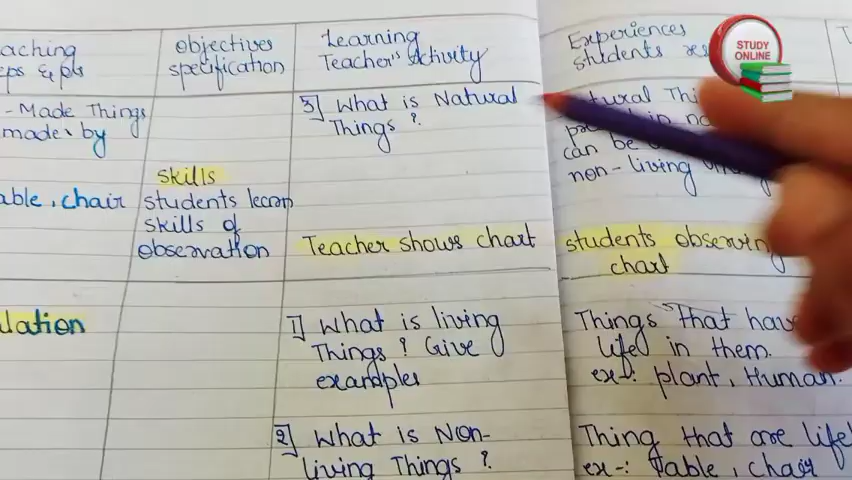 eaching
objectives
specification
Learning
Teacher's Activity
Experiences
students
STUDY
ONLINE
- Made Things
made by
able, chair
lation
skills
students learn
skills of
observation
3] What is Natural
Things ?
Teacher shows chart
1] What is living
Things ? Give
examples
2] What is Non-
living Things ?
can be
non-living
students observing
chart
Things That have
life in them.
ex-: plant, Human.
Thing that are life
ex-: Table, chair